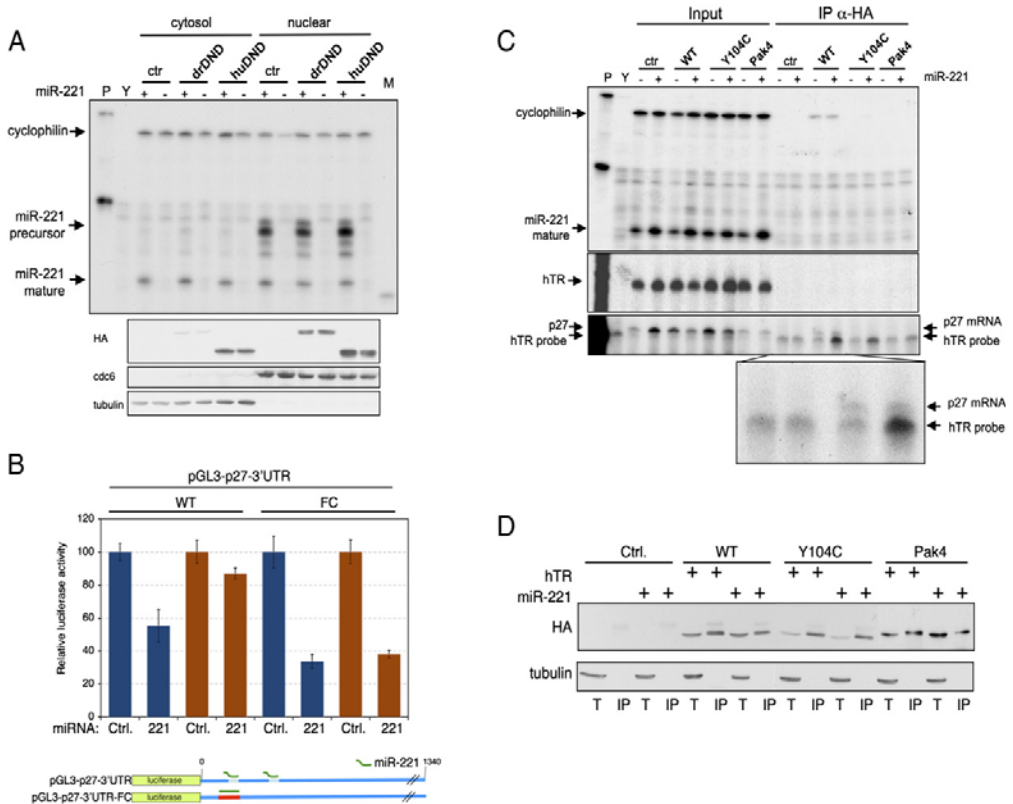 A
cytosol nuclear
ctr drDND huDND ctr drDND huDND
miR-221 P Y + - + - + - + - + - + - M
cyclophilin
miR-221 precursor
miR-221 mature
HA
cdc6
tubulin
B
pGL3-p27-3'UTR
WT FC
Relative luciferase activity
120
100
80
60
40
20
0
miRNA: Ctrl. 221 Ctrl. 221 Ctrl. 221 Ctrl. 221
0 miR-221 1340
pGL3-p27-3'UTR luciferase
pGL3-p27-3'UTR-FC luciferase
C
Input IP α-HA
ctr WT Y104C Pak4 ctr WT Y104C Pak4
P Y - + - + - + - + - + - + - + - + miR-221
cyclophilin
miR-221 mature
hTR
p27 p27 mRNA
hTR probe hTR probe
p27 mRNA
hTR probe
D
Ctrl. WT Y104C Pak4
hTR + + + + + +
miR-221 + + + + + + + +
HA
tubulin
T IP T IP T IP T IP T IP T IP T IP T IP